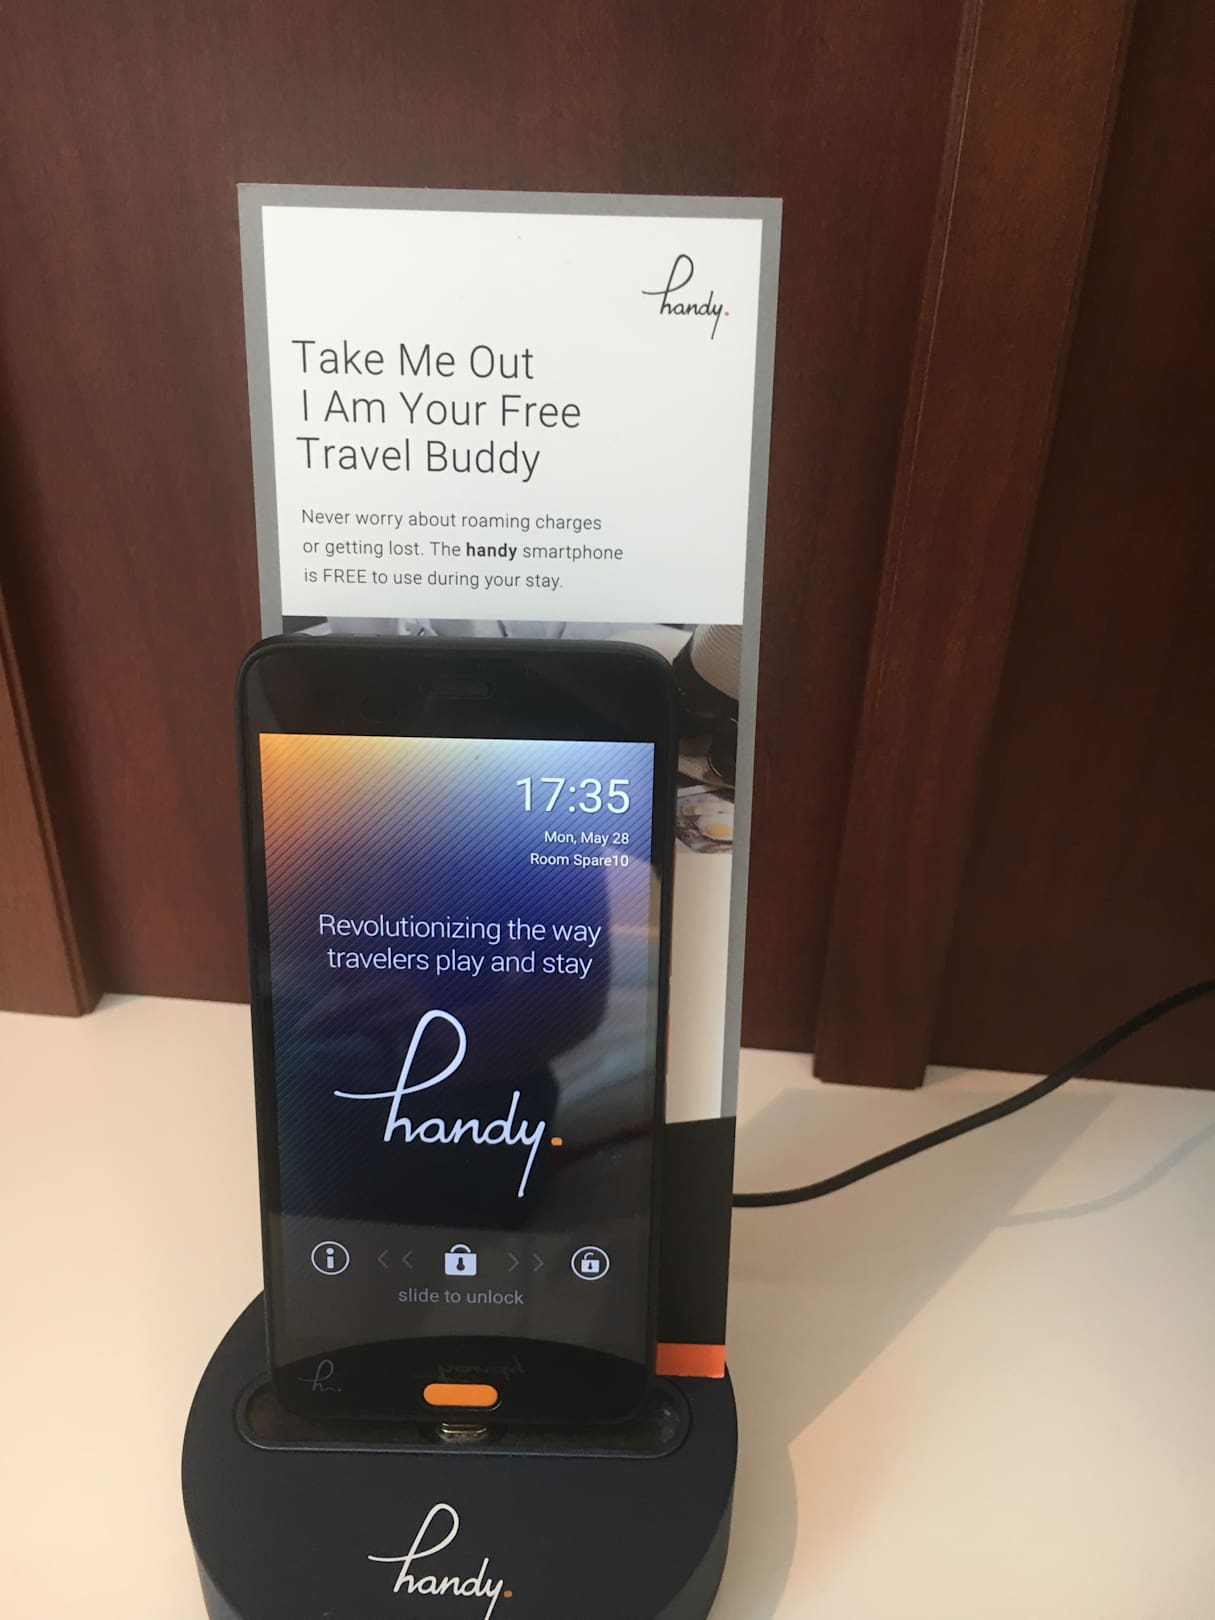 handy.
Take Me Out
I Am Your Free
Travel Buddy
Never worry about roaming charges
or getting lost. The handy smartphone
is FREE to use during your stay.
17:35
Mon, May 28
Room Spare10
Revolutionizing the way
travelers play and stay
handy.
slide to unlock
h.
handy.